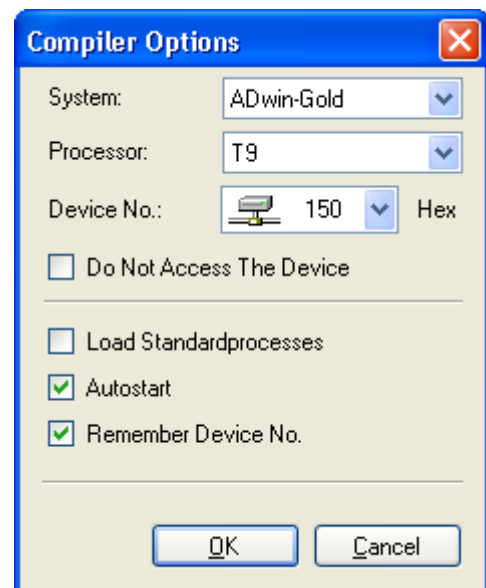 Compiler Options
System: ADwin-Gold
Processor: T9
Device No.: 150 Hex
Do Not Access The Device
Load Standardprocesses
Autostart
Remember Device No.
OK Cancel